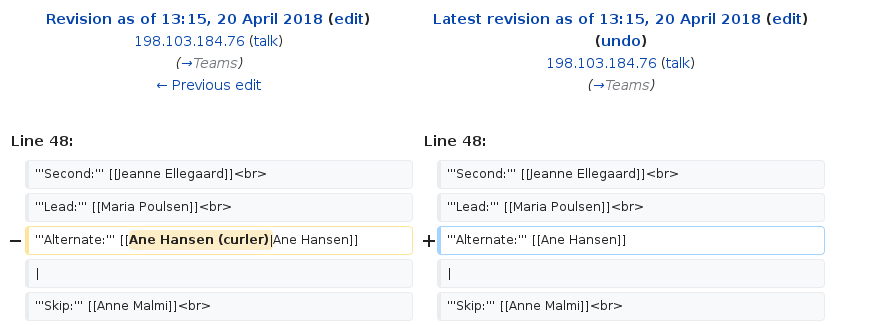 Revision as of 13:15, 20 April 2018 (edit)
198.103.184.76 (talk)
(→Teams)
← Previous edit
Latest revision as of 13:15, 20 April 2018 (edit)
(undo)
198.103.184.76 (talk)
(→Teams)
Line 48:
Line 48:
'''Second:''' [[Jeanne Ellegaard]]<br>
'''Second:''' [[Jeanne Ellegaard]]<br>
'''Lead:''' [[Maria Poulsen]]<br>
'''Lead:''' [[Maria Poulsen]]<br>
− '''Alternate:''' [[Ane Hansen (curler)|Ane Hansen]]
+ '''Alternate:''' [[Ane Hansen]]
|
|
'''Skip:''' [[Anne Malmi]]<br>
'''Skip:''' [[Anne Malmi]]<br>